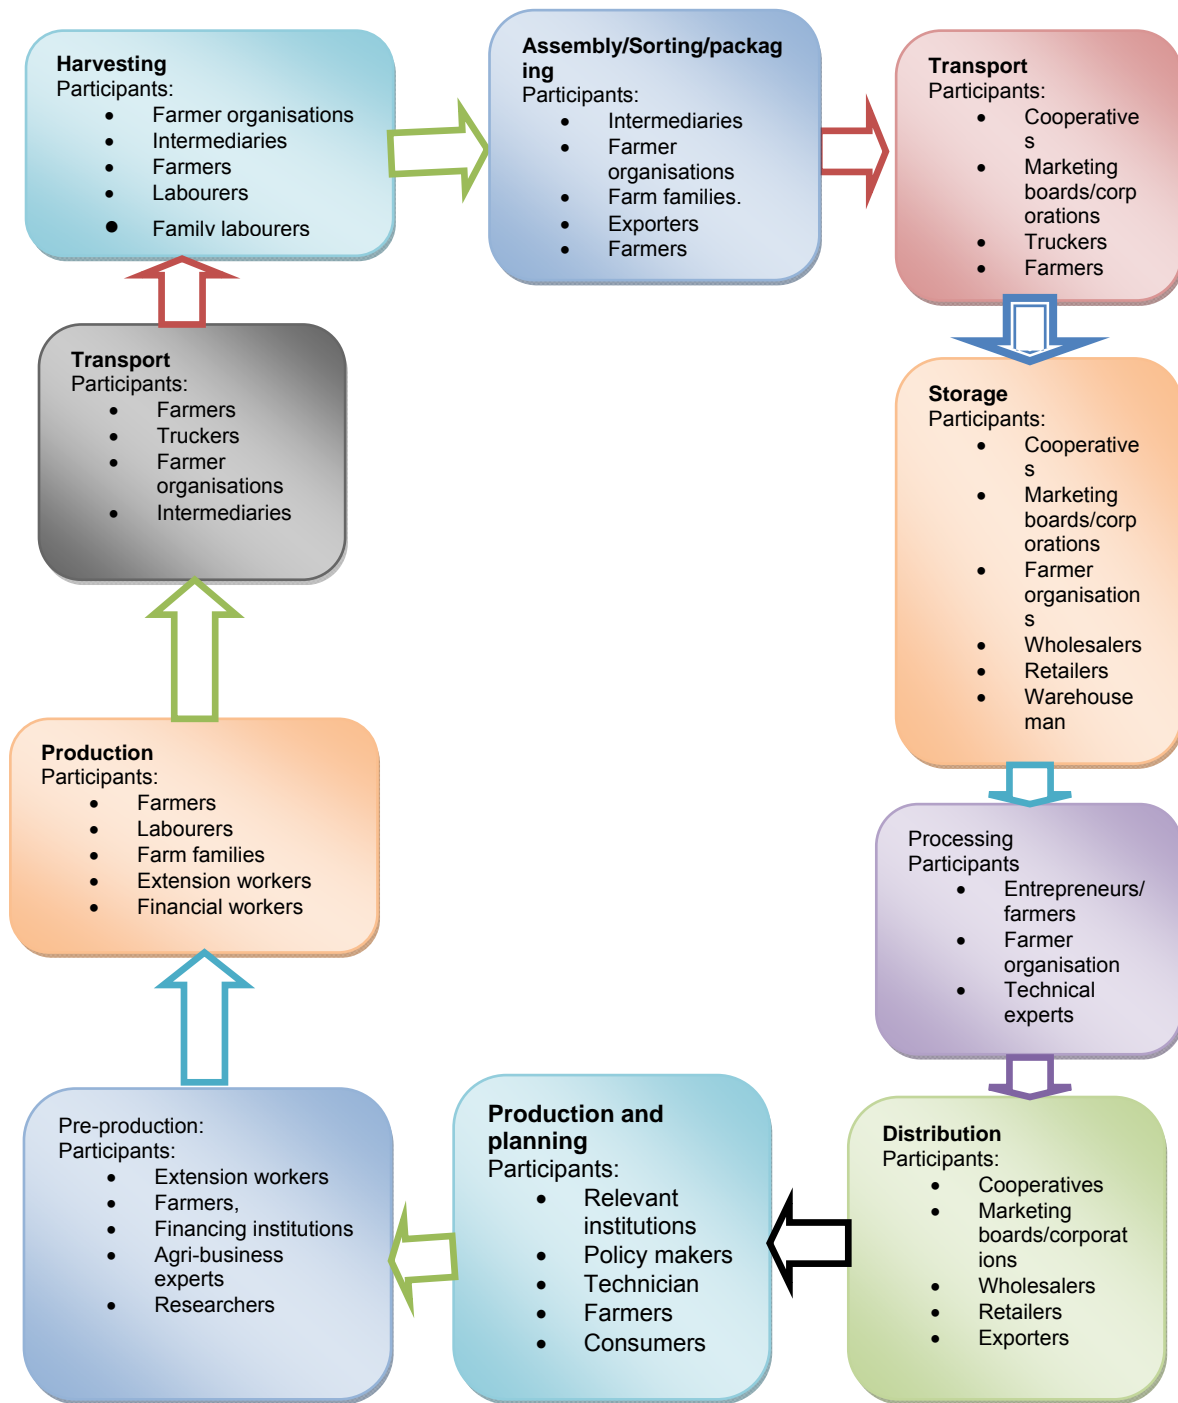 Harvesting
Participants:
• Farmer organisations
• Intermediaries
• Farmers
• Labourers
• Family labourers
Assembly/Sorting/packag
ing
Participants:
• Intermediaries
• Farmer
organisations
• Farm families.
• Exporters
• Farmers
Transport
Participants:
• Cooperative
s
• Marketing
boards/corp
orations
• Truckers
• Farmers
Storage
Participants:
• Cooperative
s
• Marketing
boards/corp
orations
• Farmer
organisation
s
• Wholesalers
• Retailers
• Warehouse
man
Processing
Participants
• Entrepreneurs/
farmers
• Farmer
organisation
• Technical
experts
Distribution
Participants:
• Cooperatives
• Marketing
boards/corporat
ions
• Wholesalers
• Retailers
• Exporters
Production and
planning
Participants:
• Relevant
institutions
• Policy makers
• Technician
• Farmers
• Consumers
Pre-production:
Participants:
• Extension workers
• Farmers,
• Financing institutions
• Agri-business
experts
• Researchers
Production
Participants:
• Farmers
• Labourers
• Farm families
• Extension workers
• Financial workers
Transport
Participants:
• Farmers
• Truckers
• Farmer
organisations
• Intermediaries